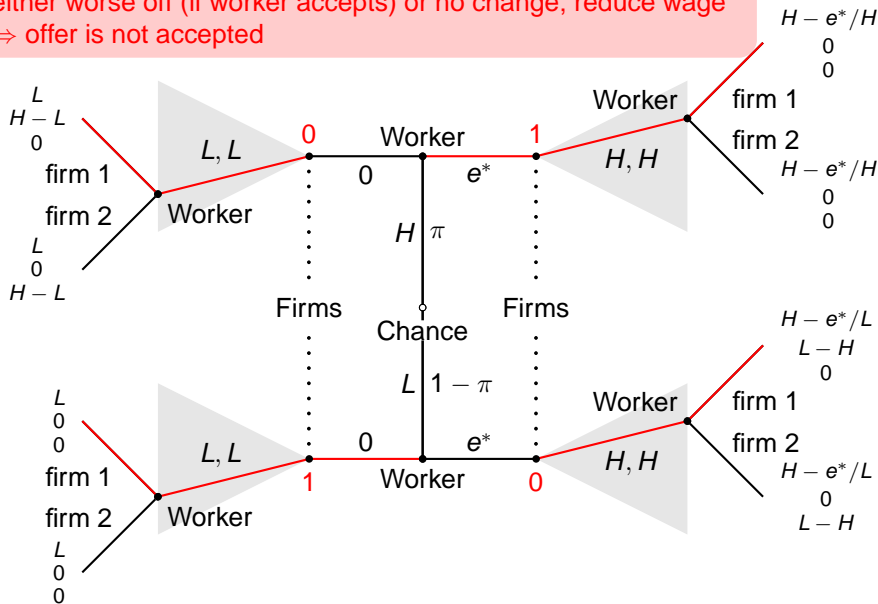 either worse off (if worker accepts) or no change; reduce wage
⇒ offer is not accepted
H − e*/H
0
0
L
H − L
0
Worker
firm 1
0
Worker
1
L, L
firm 2
H, H
0
e*
firm 1
H − e*/H
0
0
firm 2
Worker
L
0
H − L
H
π
Firms
Firms
H − e*/L
L − H
0
Chance
L
1 − π
L
0
0
Worker
firm 1
0
e*
firm 2
L, L
H, H
firm 1
H − e*/L
0
L − H
1
Worker
0
firm 2
Worker
L
0
0